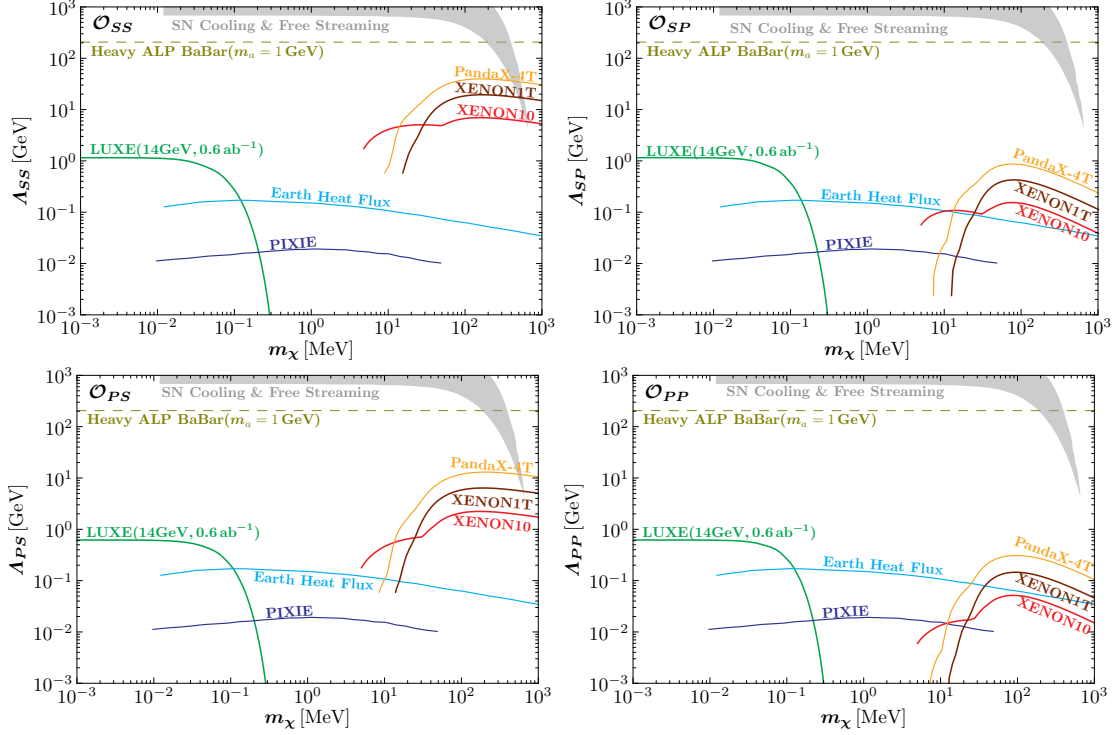 𝒪_SS
SN Cooling & Free Streaming
Heavy ALP BaBar(m_a = 1 GeV)
PandaX-4T
XENON1T
XENON10
LUXE(14GeV, 0.6 ab⁻¹)
Earth Heat Flux
PIXIE
Λ_SS [GeV]
10³
10²
10¹
10⁰
10⁻¹
10⁻²
10⁻³
10⁻³ 10⁻² 10⁻¹ 10⁰ 10¹ 10² 10³
m_χ [MeV]
𝒪_SP
SN Cooling & Free Streaming
Heavy ALP BaBar(m_a = 1 GeV)
LUXE(14GeV, 0.6 ab⁻¹)
PandaX-4T
XENON1T
XENON10
Earth Heat Flux
PIXIE
Λ_SP [GeV]
10³
10²
10¹
10⁰
10⁻¹
10⁻²
10⁻³
10⁻³ 10⁻² 10⁻¹ 10⁰ 10¹ 10² 10³
m_χ [MeV]
𝒪_PS
SN Cooling & Free Streaming
Heavy ALP BaBar(m_a = 1 GeV)
PandaX-4T
XENON1T
XENON10
LUXE(14GeV, 0.6 ab⁻¹)
Earth Heat Flux
PIXIE
Λ_PS [GeV]
10³
10²
10¹
10⁰
10⁻¹
10⁻²
10⁻³
10⁻³ 10⁻² 10⁻¹ 10⁰ 10¹ 10² 10³
m_χ [MeV]
𝒪_PP
SN Cooling & Free Streaming
Heavy ALP BaBar(m_a = 1 GeV)
LUXE(14GeV, 0.6 ab⁻¹)
PandaX-4T
Earth Heat Flux
XENON1T
XENON10
PIXIE
Λ_PP [GeV]
10³
10²
10¹
10⁰
10⁻¹
10⁻²
10⁻³
10⁻³ 10⁻² 10⁻¹ 10⁰ 10¹ 10² 10³
m_χ [MeV]